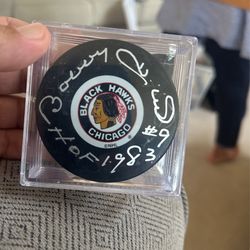 Bobby Hull
#9
BLACK HAWKS
CHICAGO
HOF 1983